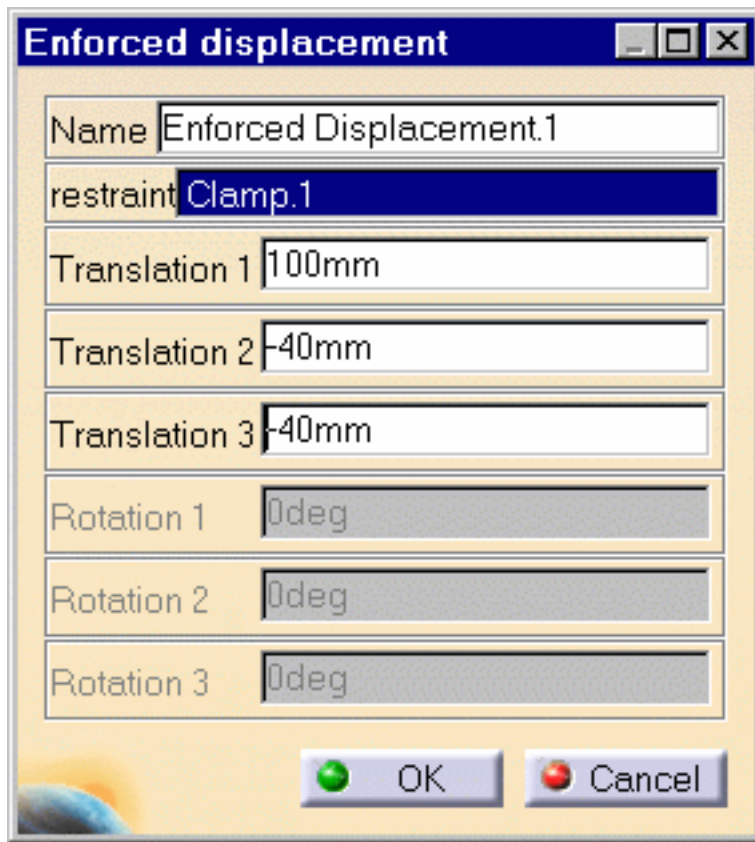 Enforced displacement
Name Enforced Displacement.1
restraint Clamp.1
Translation 1 100mm
Translation 2 -40mm
Translation 3 -40mm
Rotation 1 0deg
Rotation 2 0deg
Rotation 3 0deg
OK Cancel